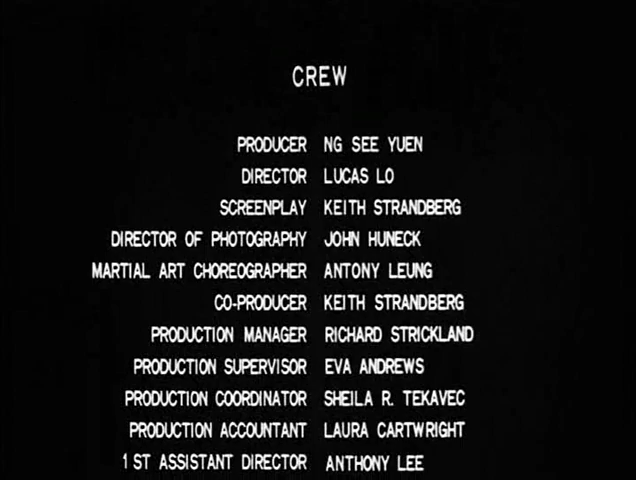 CREW
PRODUCER NG SEE YUEN
DIRECTOR LUCAS LO
SCREENPLAY KEITH STRANDBERG
DIRECTOR OF PHOTOGRAPHY JOHN HUNECK
MARTIAL ART CHOREOGRAPHER ANTONY LEUNG
CO-PRODUCER KEITH STRANDBERG
PRODUCTION MANAGER RICHARD STRICKLAND
PRODUCTION SUPERVISOR EVA ANDREWS
PRODUCTION COORDINATOR SHEILA R. TEKAVEC
PRODUCTION ACCOUNTANT LAURA CARTWRIGHT
1ST ASSISTANT DIRECTOR ANTHONY LEE